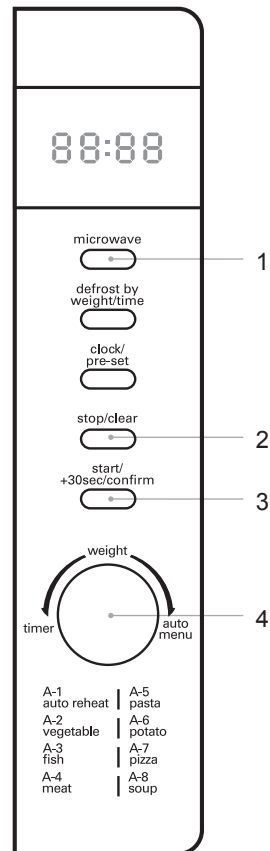 88:88
microwave
1
defrost by
weight/time
clock/
pre-set
stop/clear
2
start/
+30sec/confirm
3
weight
timer
auto
menu
4
A-1
auto reheat
A-2
vegetable
A-3
fish
A-4
meat
A-5
pasta
A-6
potato
A-7
pizza
A-8
soup